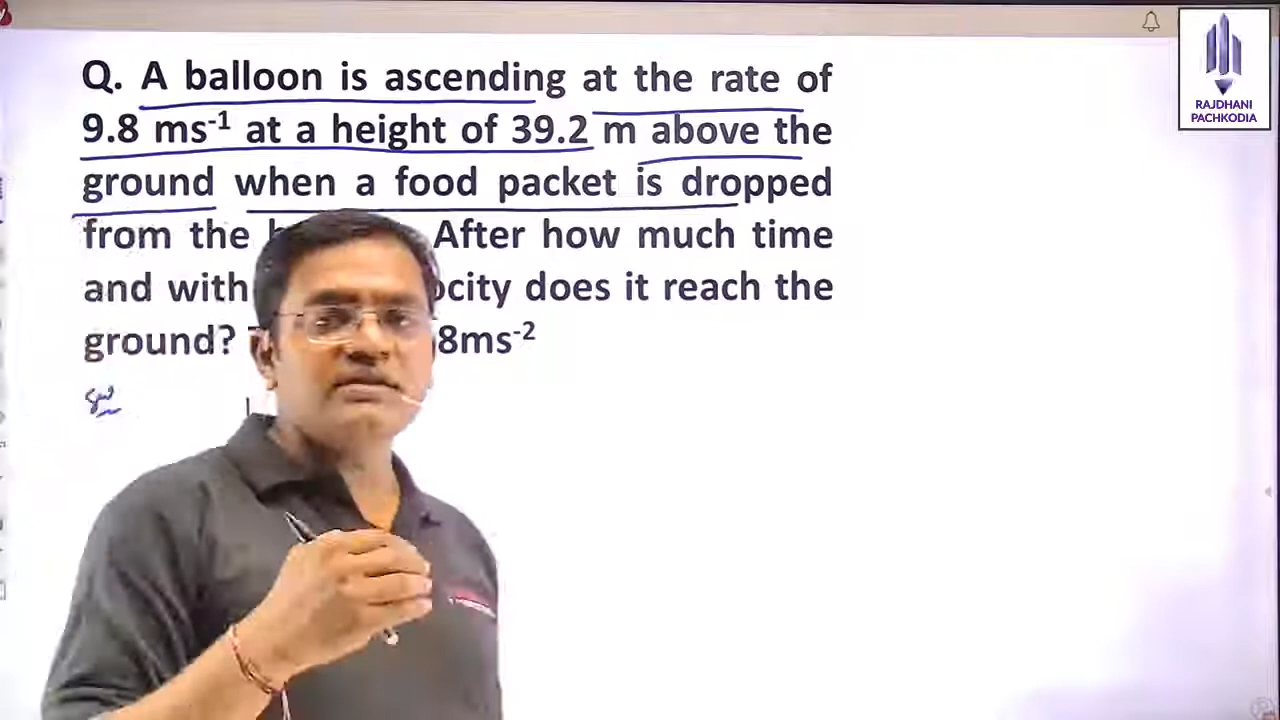 Q. A balloon is ascending at the rate of
9.8 ms⁻¹ at a height of 39.2 m above the
ground when a food packet is dropped
from the After how much time
and with does it reach the
ground? 8ms⁻²
Sol
RAJDHANI
PACHKODIA